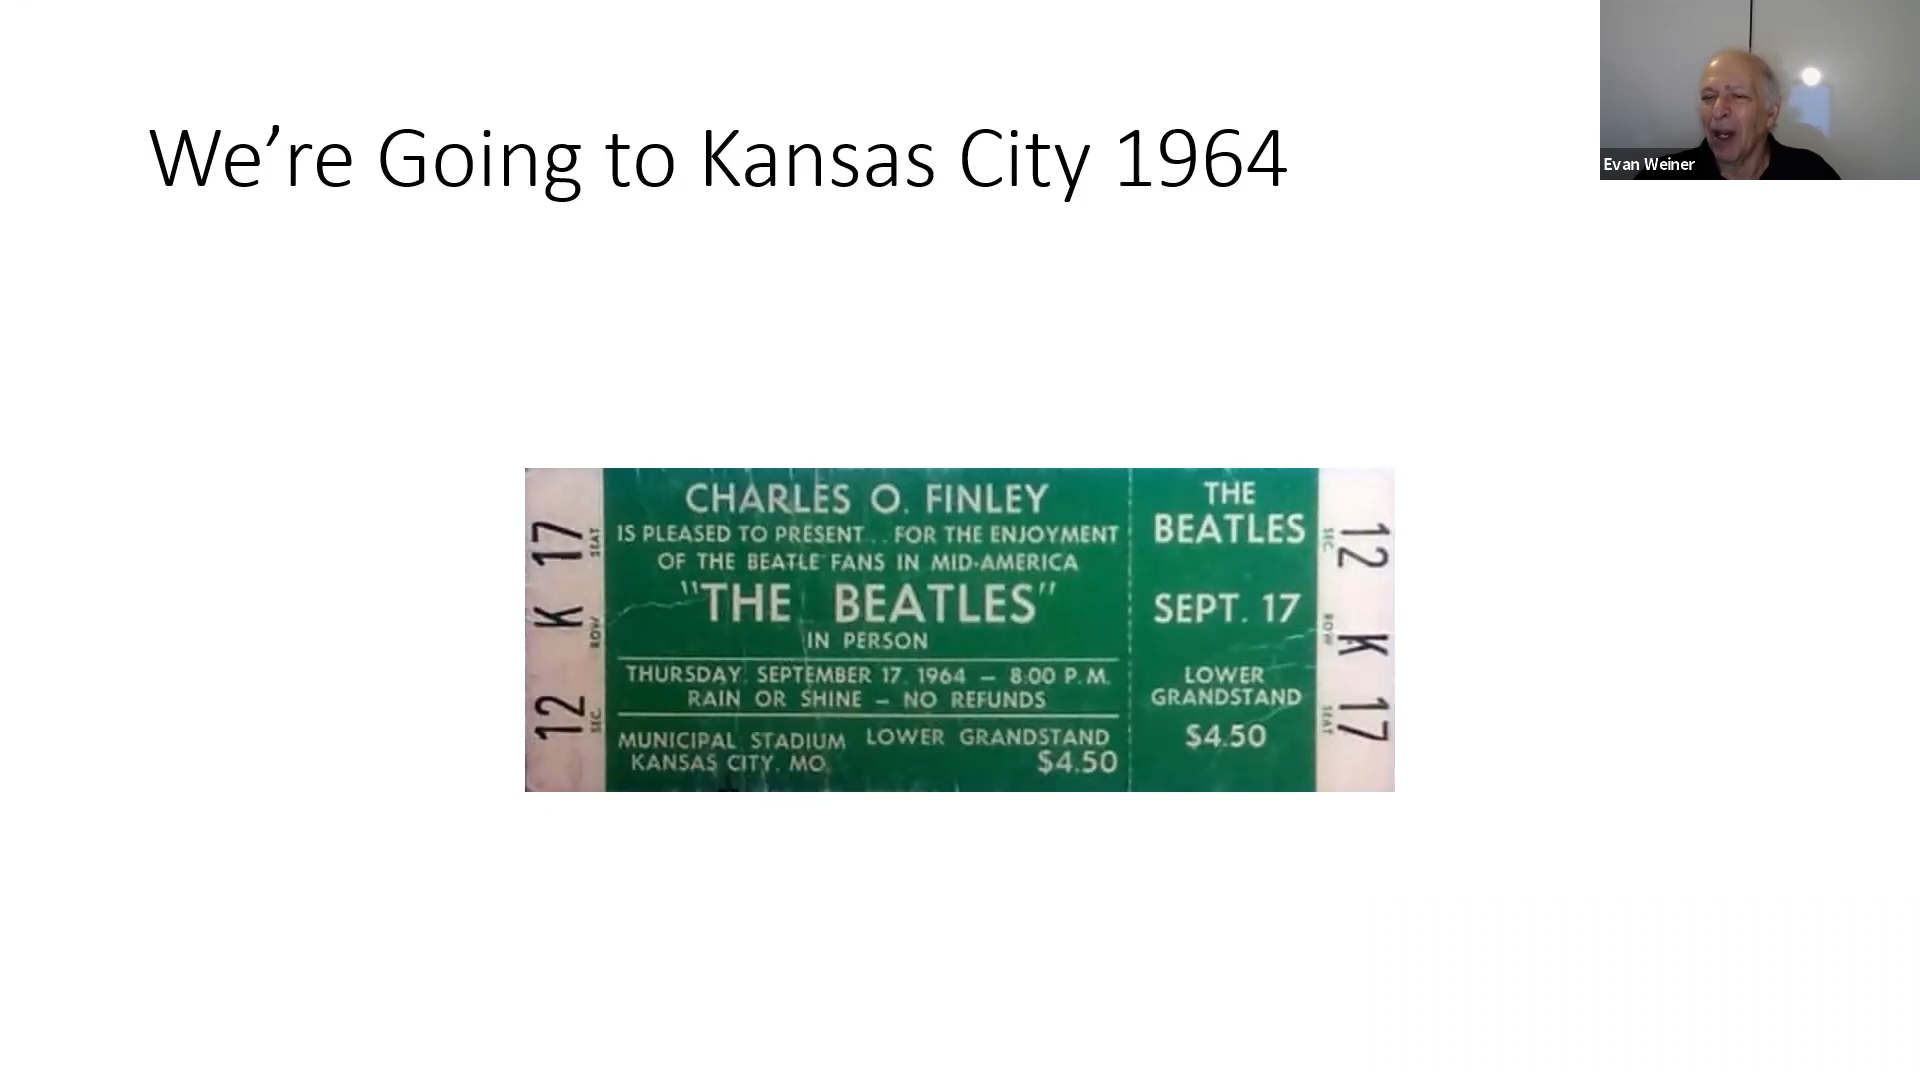 We’re Going to Kansas City 1964
Evan Weiner
12 SEC. K ROW 17 SEAT
CHARLES O. FINLEY
IS PLEASED TO PRESENT . . FOR THE ENJOYMENT
OF THE BEATLE FANS IN MID-AMERICA
"THE BEATLES"
IN PERSON
THURSDAY, SEPTEMBER 17, 1964 — 8:00 P.M.
RAIN OR SHINE — NO REFUNDS
MUNICIPAL STADIUM
KANSAS CITY, MO.
LOWER GRANDSTAND
$4.50
THE
BEATLES
SEPT. 17
LOWER
GRANDSTAND
$4.50
SEC. 12 ROW K SEAT 17